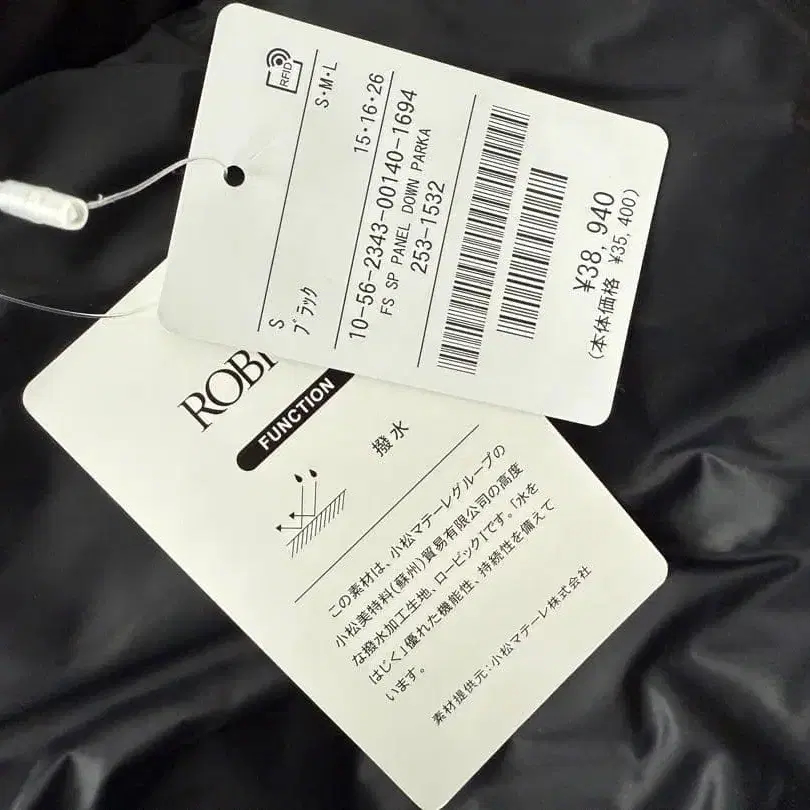 RFID
S・M・L
15・16・26
S
ブラック
10-56-2343-00140-1694
FS SP PANEL DOWN PARKA
253-1532
¥38,940
(本体価格 ¥35,400)
FUNCTION
撥水
この素材は、小松マテーレグループの
小松美特料(蘇州)貿易有限公司の高度
な撥水加工生地、ロービックIです。「水を
はじく」優れた機能性、持続性を備えて
います。
素材提供元:小松マテーレ株式会社